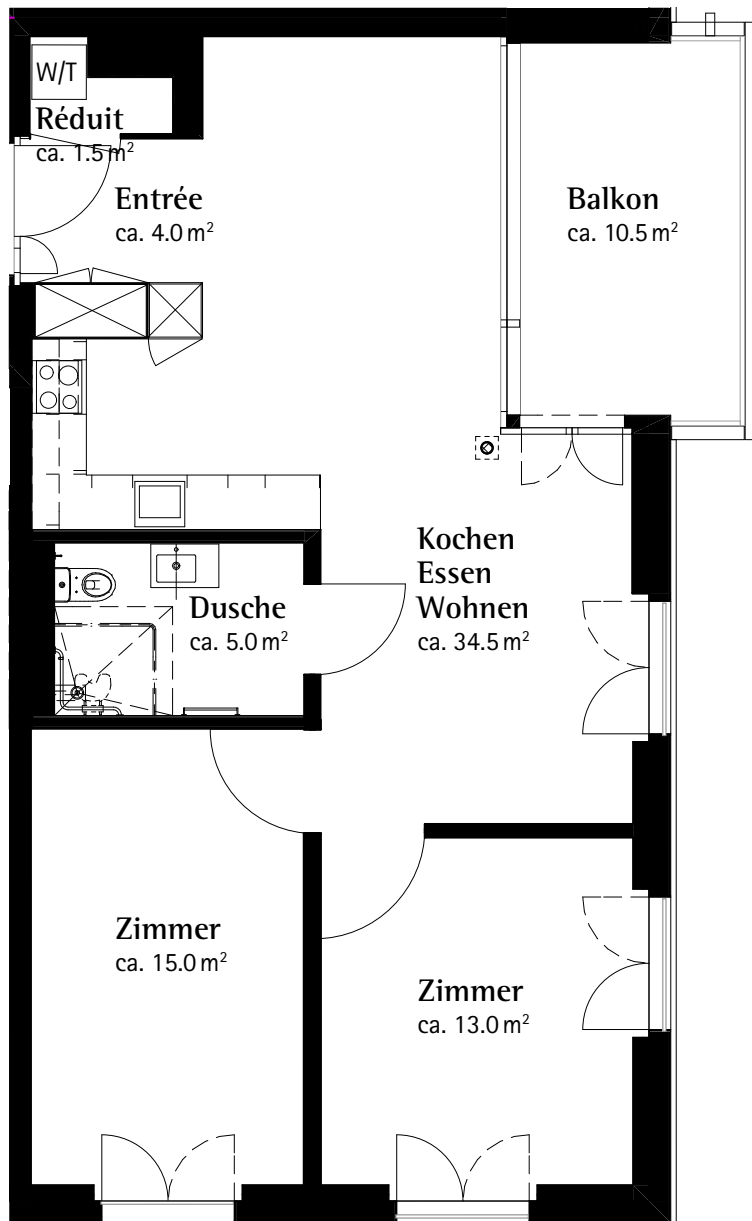 W/T
Réduit
ca. 1.5 m²
Entrée
ca. 4.0 m²
Balkon
ca. 10.5 m²
Kochen
Essen
Wohnen
ca. 34.5 m²
Dusche
ca. 5.0 m²
Zimmer
ca. 15.0 m²
Zimmer
ca. 13.0 m²